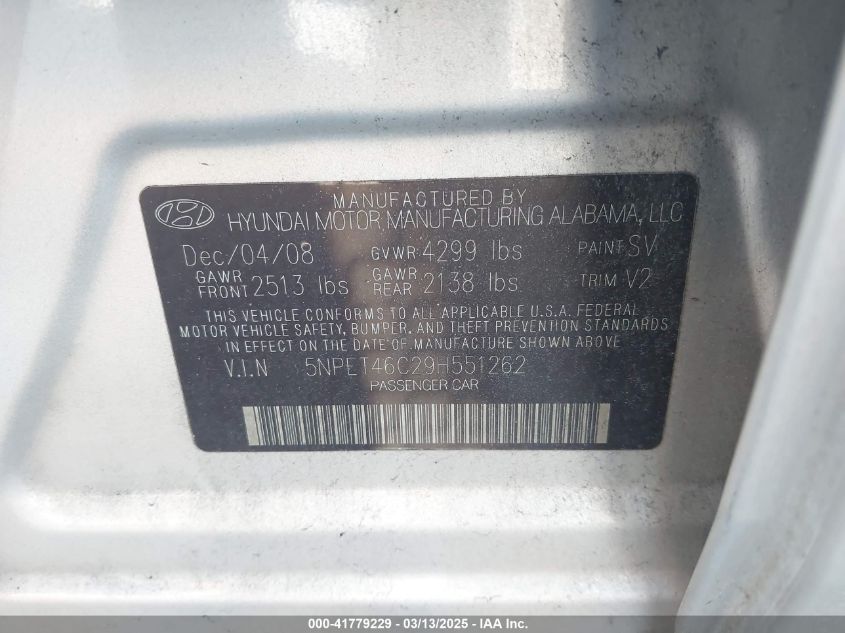 MANUFACTURED BY
HYUNDAI MOTOR MANUFACTURING ALABAMA, LLC
Dec/04/08 GVWR 4299 lbs PAINT SV
GAWR FRONT 2513 lbs GAWR REAR 2138 lbs TRIM V2
THIS VEHICLE CONFORMS TO ALL APPLICABLE U.S.A. FEDERAL
MOTOR VEHICLE SAFETY, BUMPER, AND THEFT PREVENTION STANDARDS
IN EFFECT ON THE DATE OF MANUFACTURE SHOWN ABOVE
V.I.N 5NPET46C29H551262
PASSENGER CAR
000-41779229 - 03/13/2025 - IAA Inc.